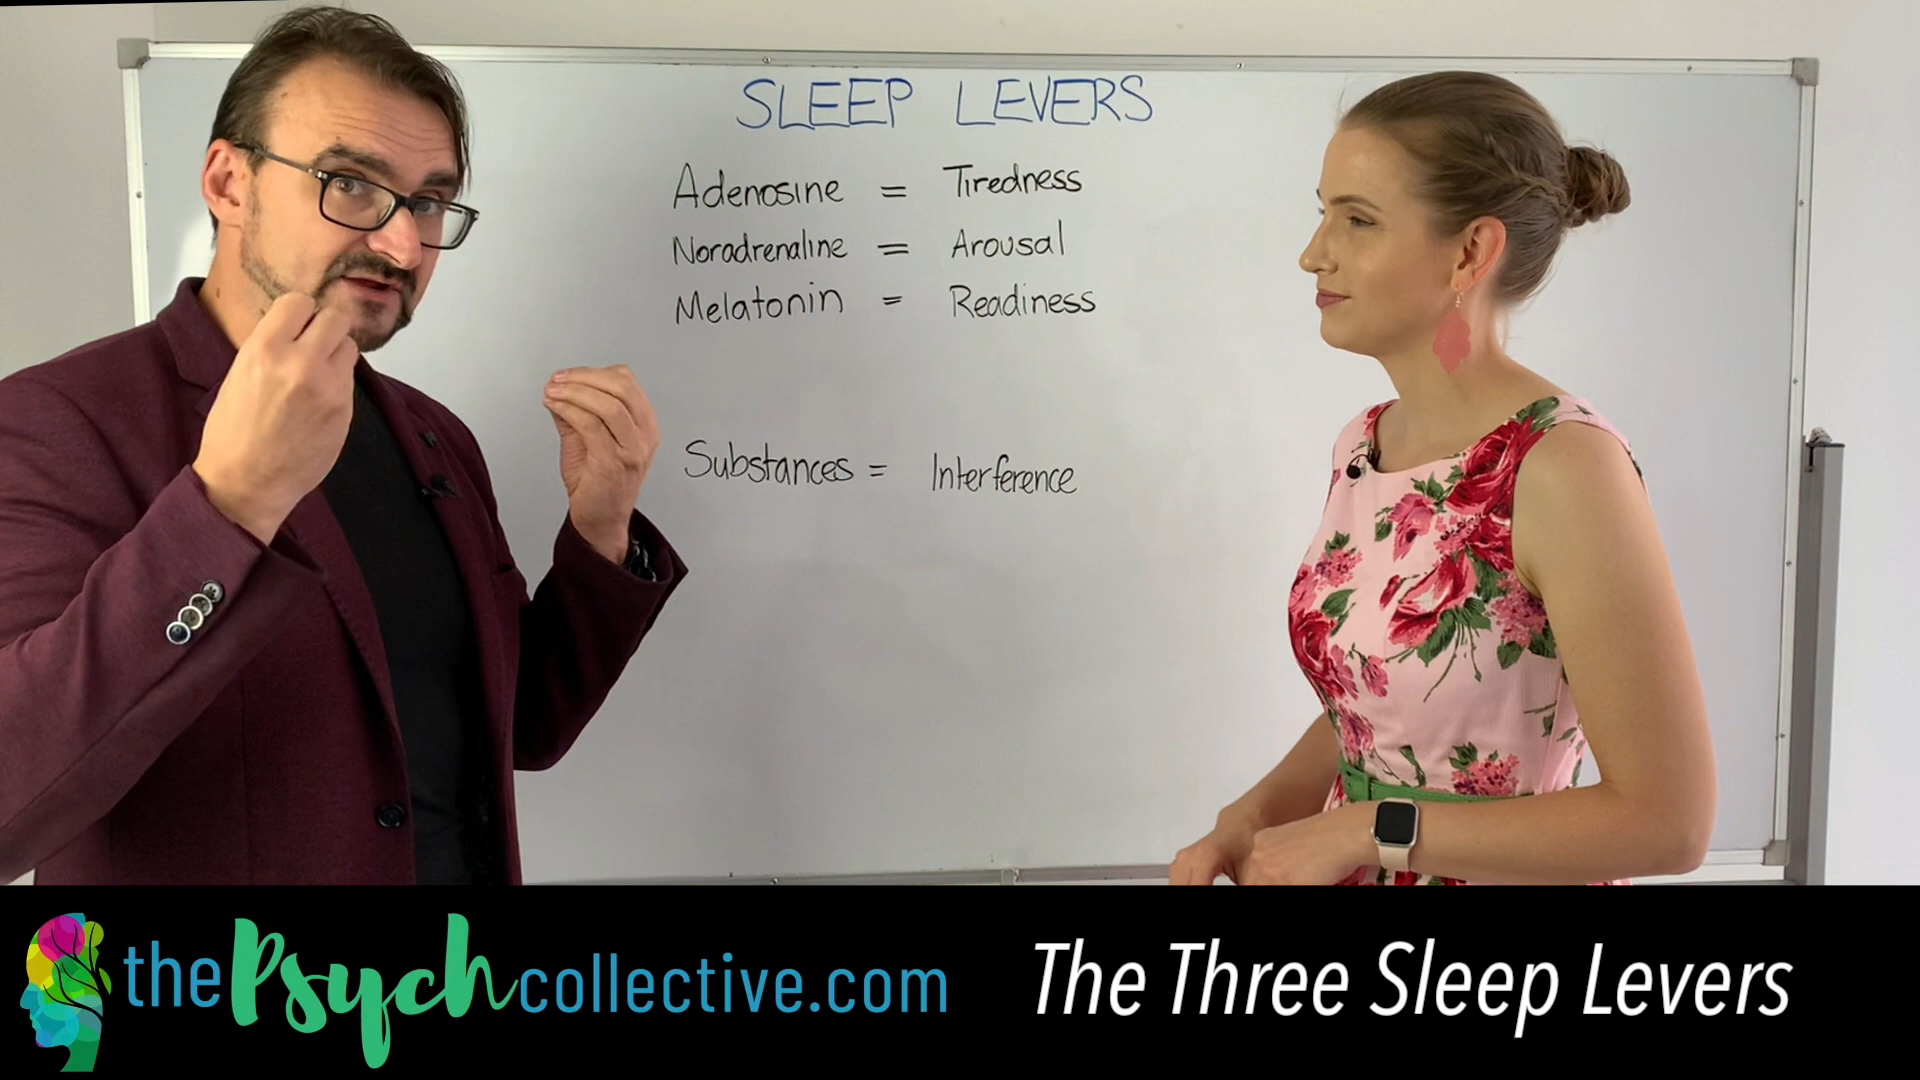 SLEEP LEVERS
Adenosine = Tiredness
Noradrenaline = Arousal
Melatonin = Readiness
Substances = Interference
thePsychcollective.com
The Three Sleep Levers